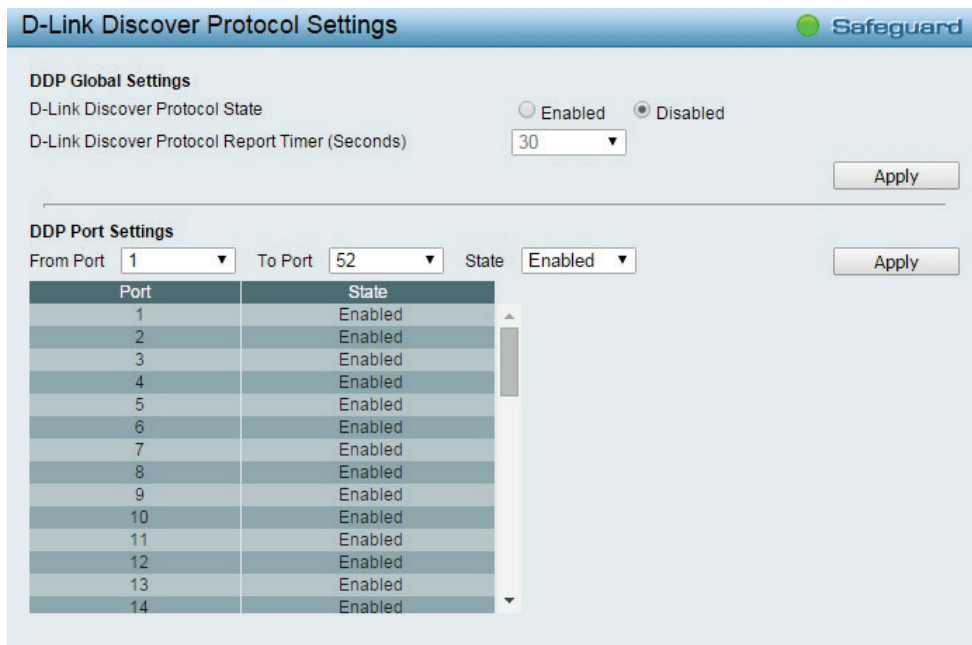 D-Link Discover Protocol Settings Safeguard
DDP Global Settings
D-Link Discover Protocol State Enabled Disabled
D-Link Discover Protocol Report Timer (Seconds) 30
Apply
DDP Port Settings
From Port 1 To Port 52 State Enabled Apply
Port State
1 Enabled
2 Enabled
3 Enabled
4 Enabled
5 Enabled
6 Enabled
7 Enabled
8 Enabled
9 Enabled
10 Enabled
11 Enabled
12 Enabled
13 Enabled
14 Enabled